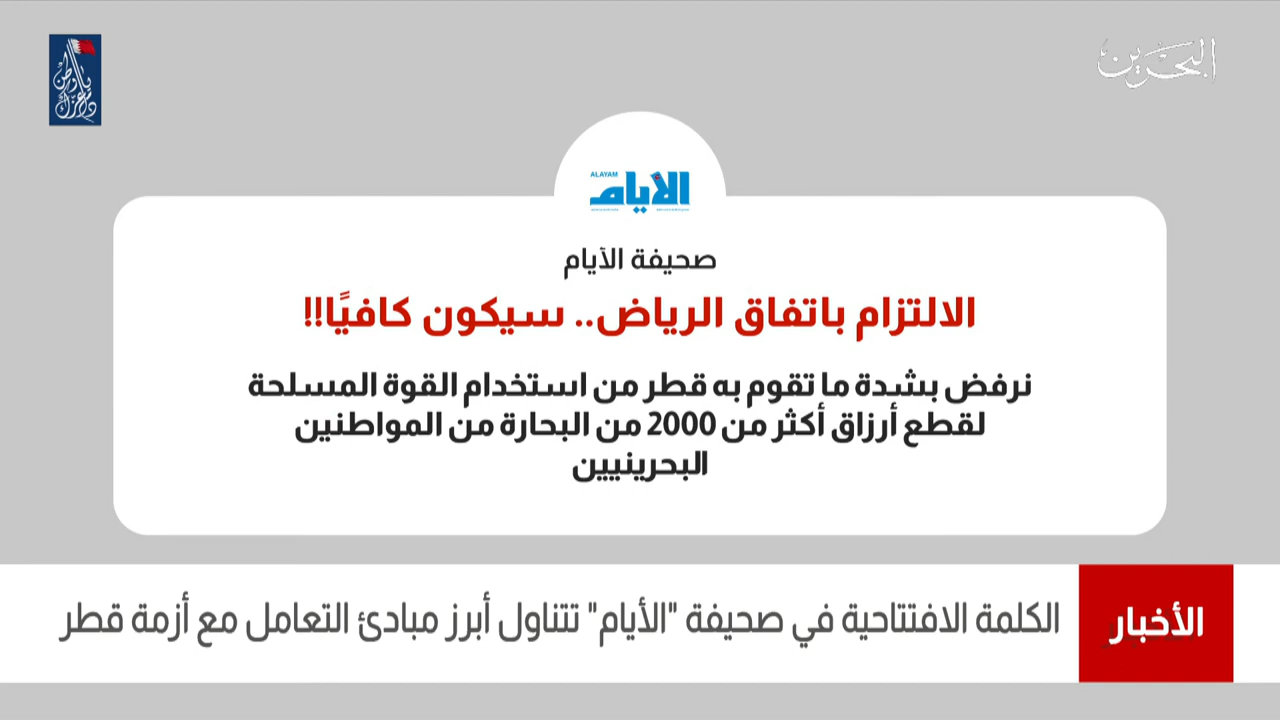 البحرين
ALAYAM
الأيام
صحيفة الآيام
الالتزام باتفاق الرياض.. سيكون كافيًا!!
نرفض بشدة ما تقوم به قطر من استخدام القوة المسلحة
لقطع أرزاق أكثر من 2000 من البحارة من المواطنين
البحرينيين
الأخبار
الكلمة الافتتاحية في صحيفة "الأيام" تتناول أبرز مبادئ التعامل مع أزمة قطر